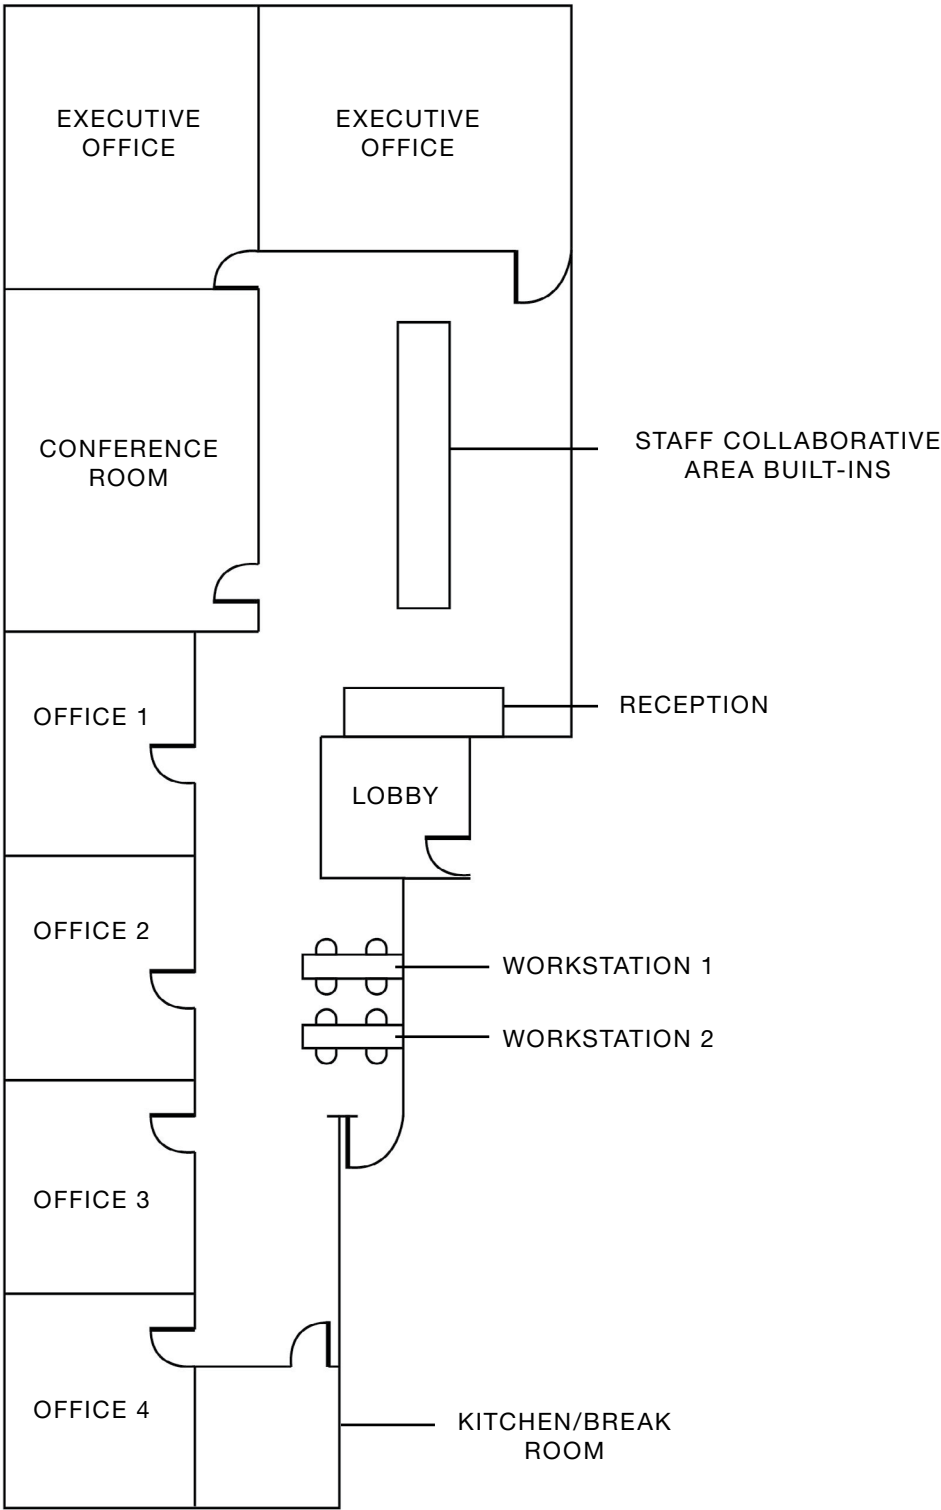 EXECUTIVE
OFFICE
EXECUTIVE
OFFICE
CONFERENCE
ROOM
STAFF COLLABORATIVE
AREA BUILT-INS
OFFICE 1
RECEPTION
LOBBY
OFFICE 2
WORKSTATION 1
WORKSTATION 2
OFFICE 3
OFFICE 4
KITCHEN/BREAK
ROOM